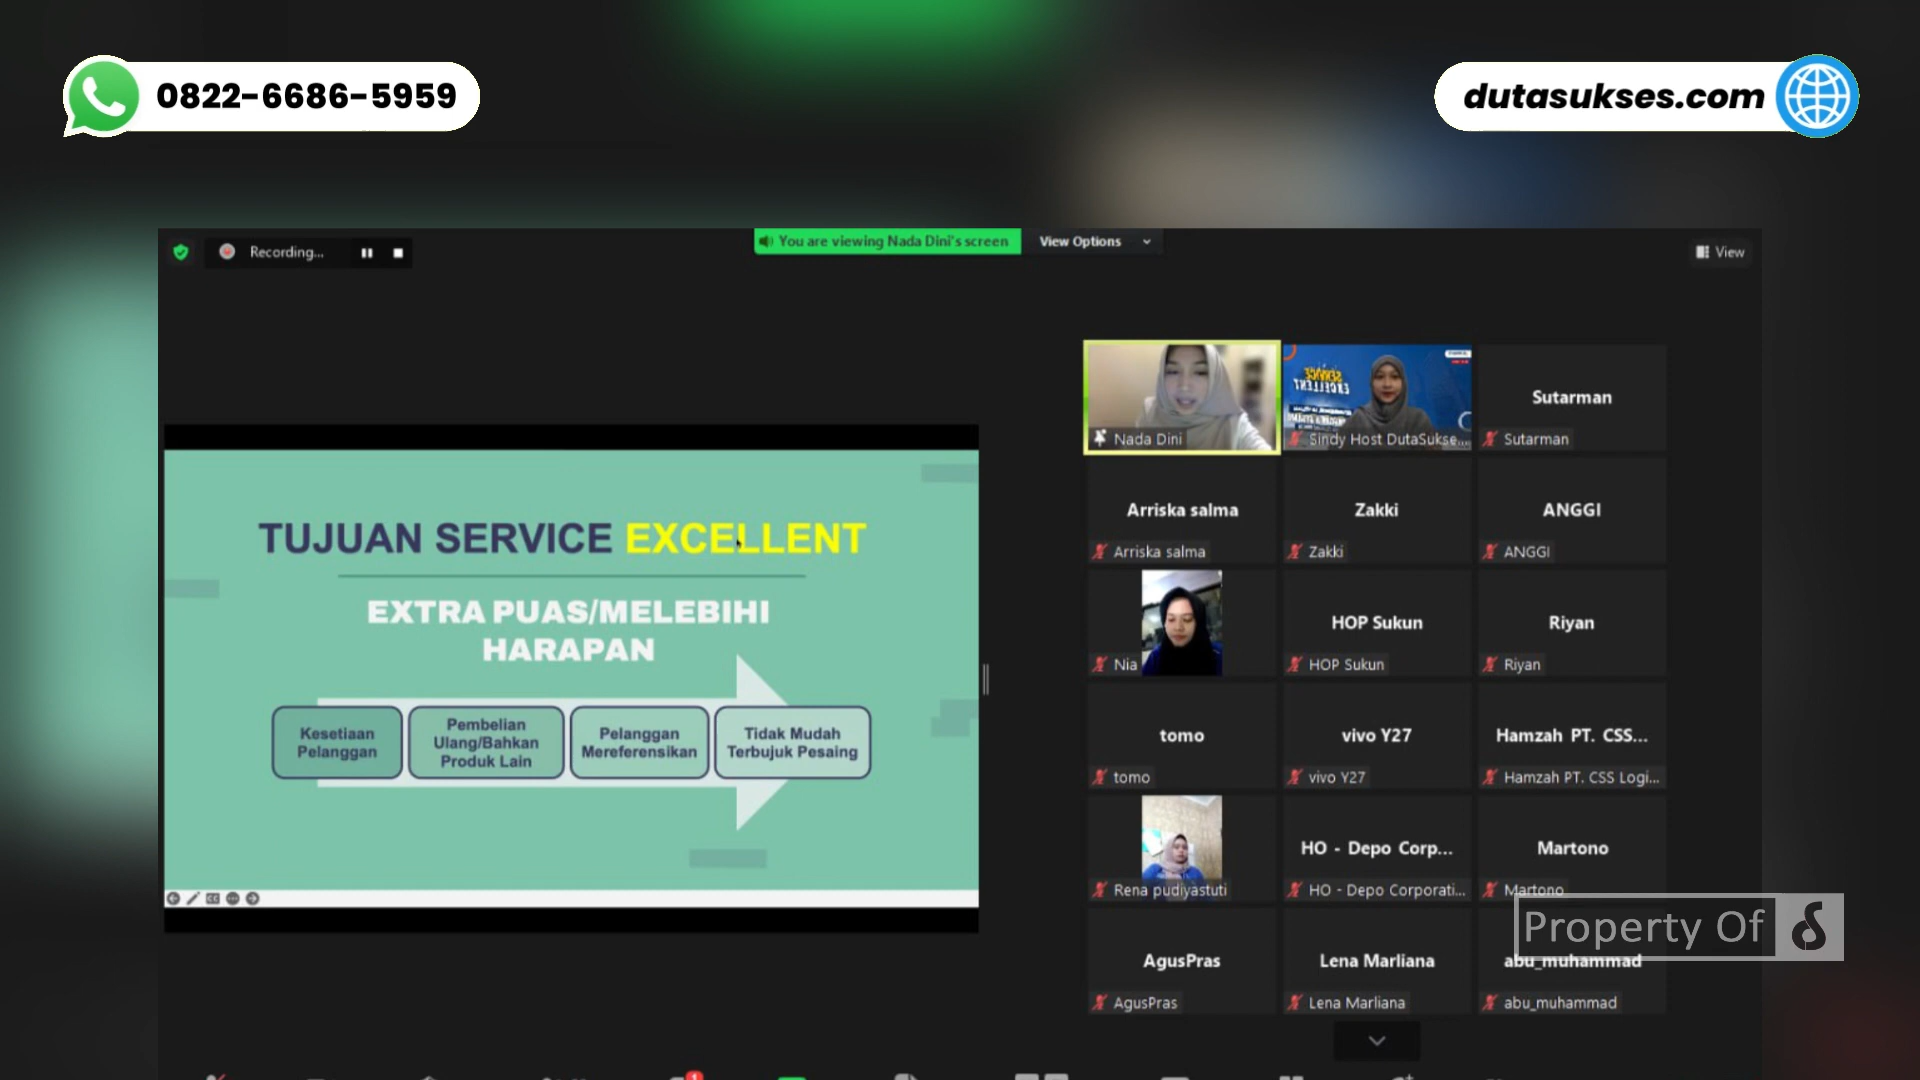 0822-6686-5959
dutasukses.com
Recording...
You are viewing Nada Dini's screen
View Options
View
TUJUAN SERVICE EXCELLENT
EXTRA PUAS/MELEBIHI
HARAPAN
Kesetiaan
Pelanggan
Pembelian
Ulang/Bahkan
Produk Lain
Pelanggan
Mereferensikan
Tidak Mudah
Terbujuk Pesaing
Nada Dini
SERVICE
EXCELLENT
Sindy Host DutaSukse...
Sutarman
Sutarman
Arriska salma
Arriska salma
Zakki
Zakki
ANGGI
ANGGI
Nia
HOP Sukun
HOP Sukun
Riyan
Riyan
tomo
tomo
vivo Y27
vivo Y27
Hamzah PT. CSS...
Hamzah PT. CSS Logi...
Rena pudiyastuti
HO - Depo Corp...
HO - Depo Corporati...
Martono
Martono
Property Of
AgusPras
AgusPras
Lena Marliana
Lena Marliana
abu_muhammad
abu_muhammad
1